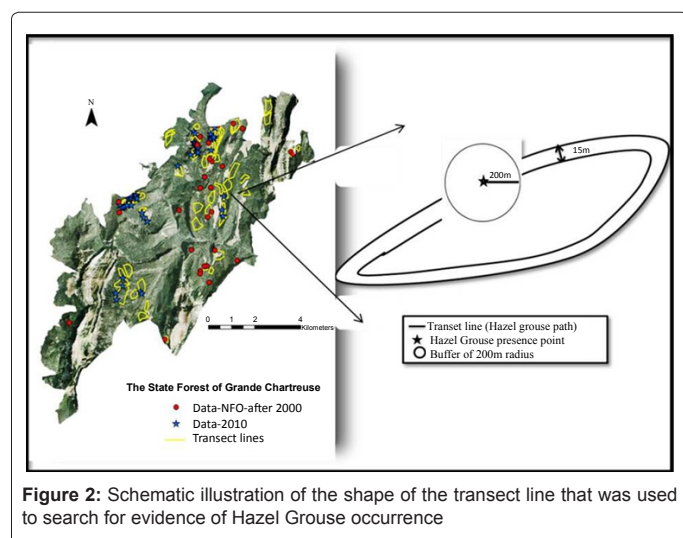 N
200m
15m
Transet line (Hazel grouse path)
Hazel Grouse presence point
Buffer of 200m radius
0 1 2 4
Kilometers
The State Forest of Grande Chartreuse
Data-NFO-after 2000
Data-2010
Transect lines
Figure 2: Schematic illustration of the shape of the transect line that was used
to search for evidence of Hazel Grouse occurrence